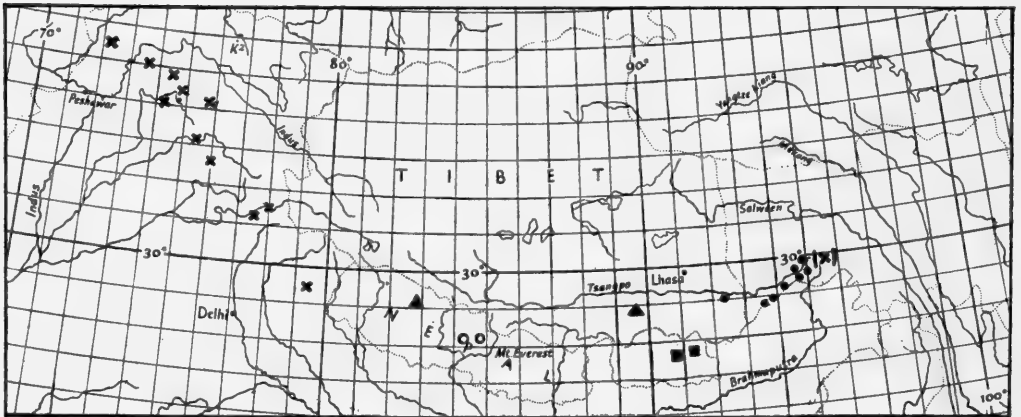 70°
K2
80°
90°
Peshawar
Yangtze Kiang
Indus
Mekong
TIBET
Indus
Salween
30°
30°
30°
Tsangpo
Lhasa
Delhi
N
E
P
Mt. Everest
A
L
Brahmaputra
100°